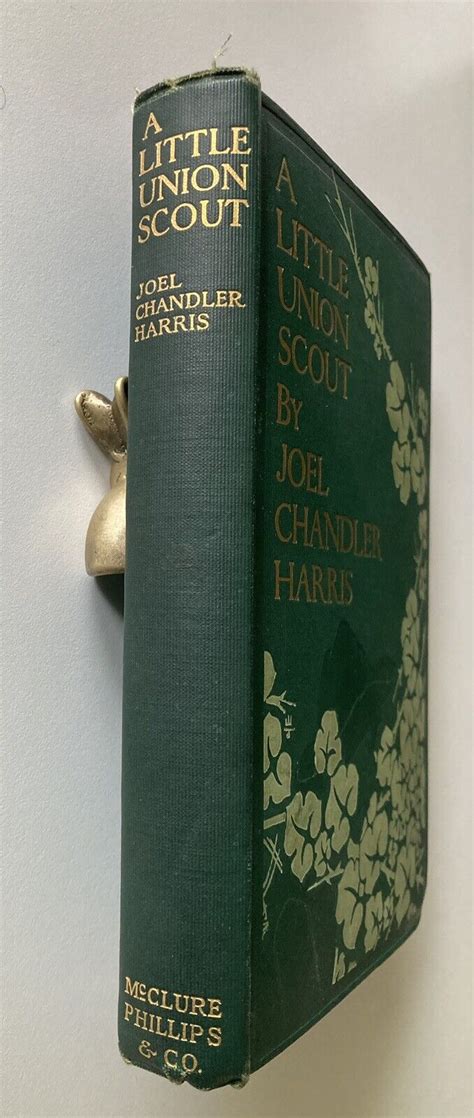 A
LITTLE
UNION
SCOUT
JOEL
CHANDLER
HARRIS
McCLURE
PHILLIPS
& CO.
A
LITTLE
UNION
SCOUT
BY
JOEL
CHANDLER
HARRIS